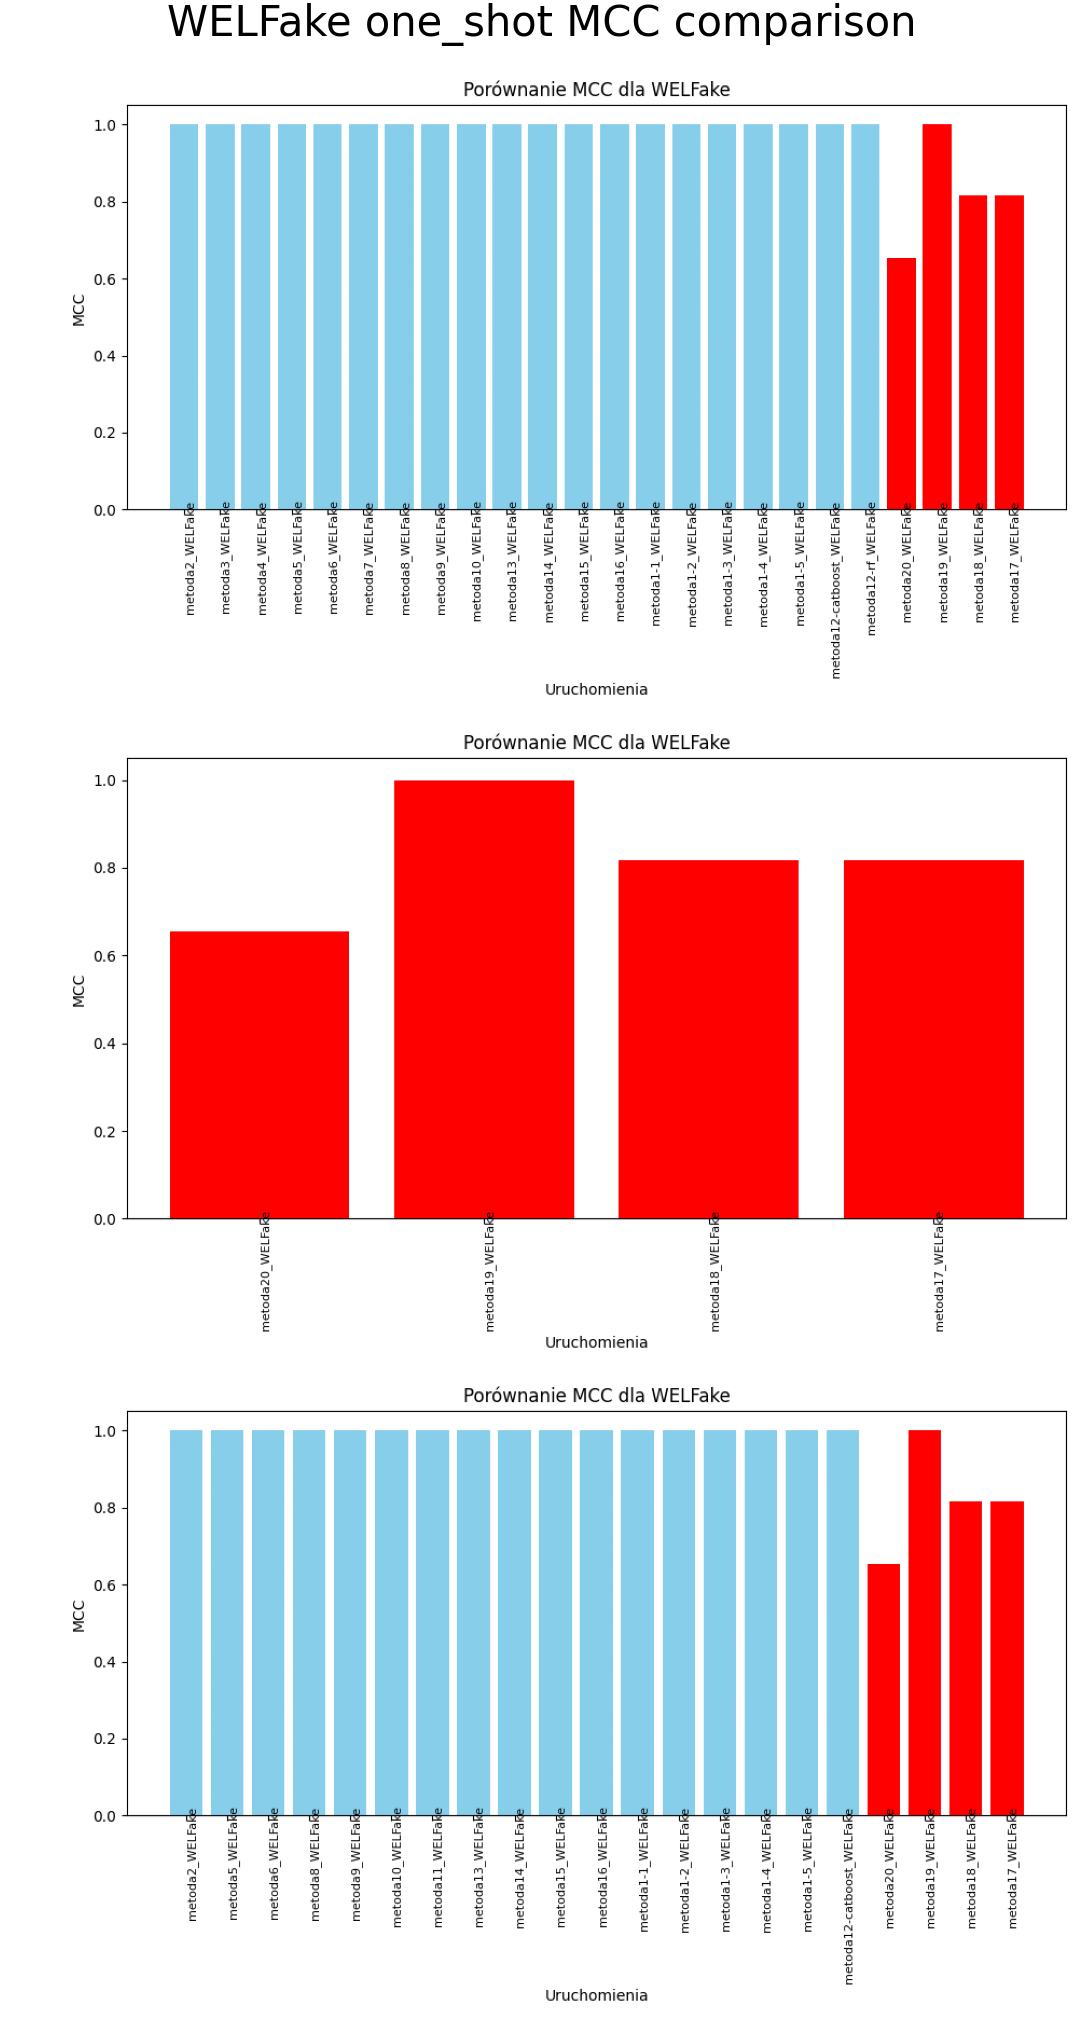 WELFake one_shot MCC comparison
Porównanie MCC dla WELFake
1.0
0.8
0.6
0.4
0.2
0.0
MCC
metoda2_WELFake
metoda3_WELFake
metoda4_WELFake
metoda5_WELFake
metoda6_WELFake
metoda7_WELFake
metoda8_WELFake
metoda9_WELFake
metoda10_WELFake
metoda13_WELFake
metoda14_WELFake
metoda15_WELFake
metoda16_WELFake
metoda1-1_WELFake
metoda1-2_WELFake
metoda1-3_WELFake
metoda1-4_WELFake
metoda1-5_WELFake
metoda12-catboost_WELFake
metoda12-rf_WELFake
metoda20_WELFake
metoda19_WELFake
metoda18_WELFake
metoda17_WELFake
Uruchomienia
Porównanie MCC dla WELFake
1.0
0.8
0.6
0.4
0.2
0.0
MCC
metoda20_WELFake
metoda19_WELFake
metoda18_WELFake
metoda17_WELFake
Uruchomienia
Porównanie MCC dla WELFake
1.0
0.8
0.6
0.4
0.2
0.0
MCC
metoda2_WELFake
metoda5_WELFake
metoda6_WELFake
metoda8_WELFake
metoda9_WELFake
metoda10_WELFake
metoda11_WELFake
metoda13_WELFake
metoda14_WELFake
metoda15_WELFake
metoda16_WELFake
metoda1-1_WELFake
metoda1-2_WELFake
metoda1-3_WELFake
metoda1-4_WELFake
metoda1-5_WELFake
metoda12-catboost_WELFake
metoda20_WELFake
metoda19_WELFake
metoda18_WELFake
metoda17_WELFake
Uruchomienia